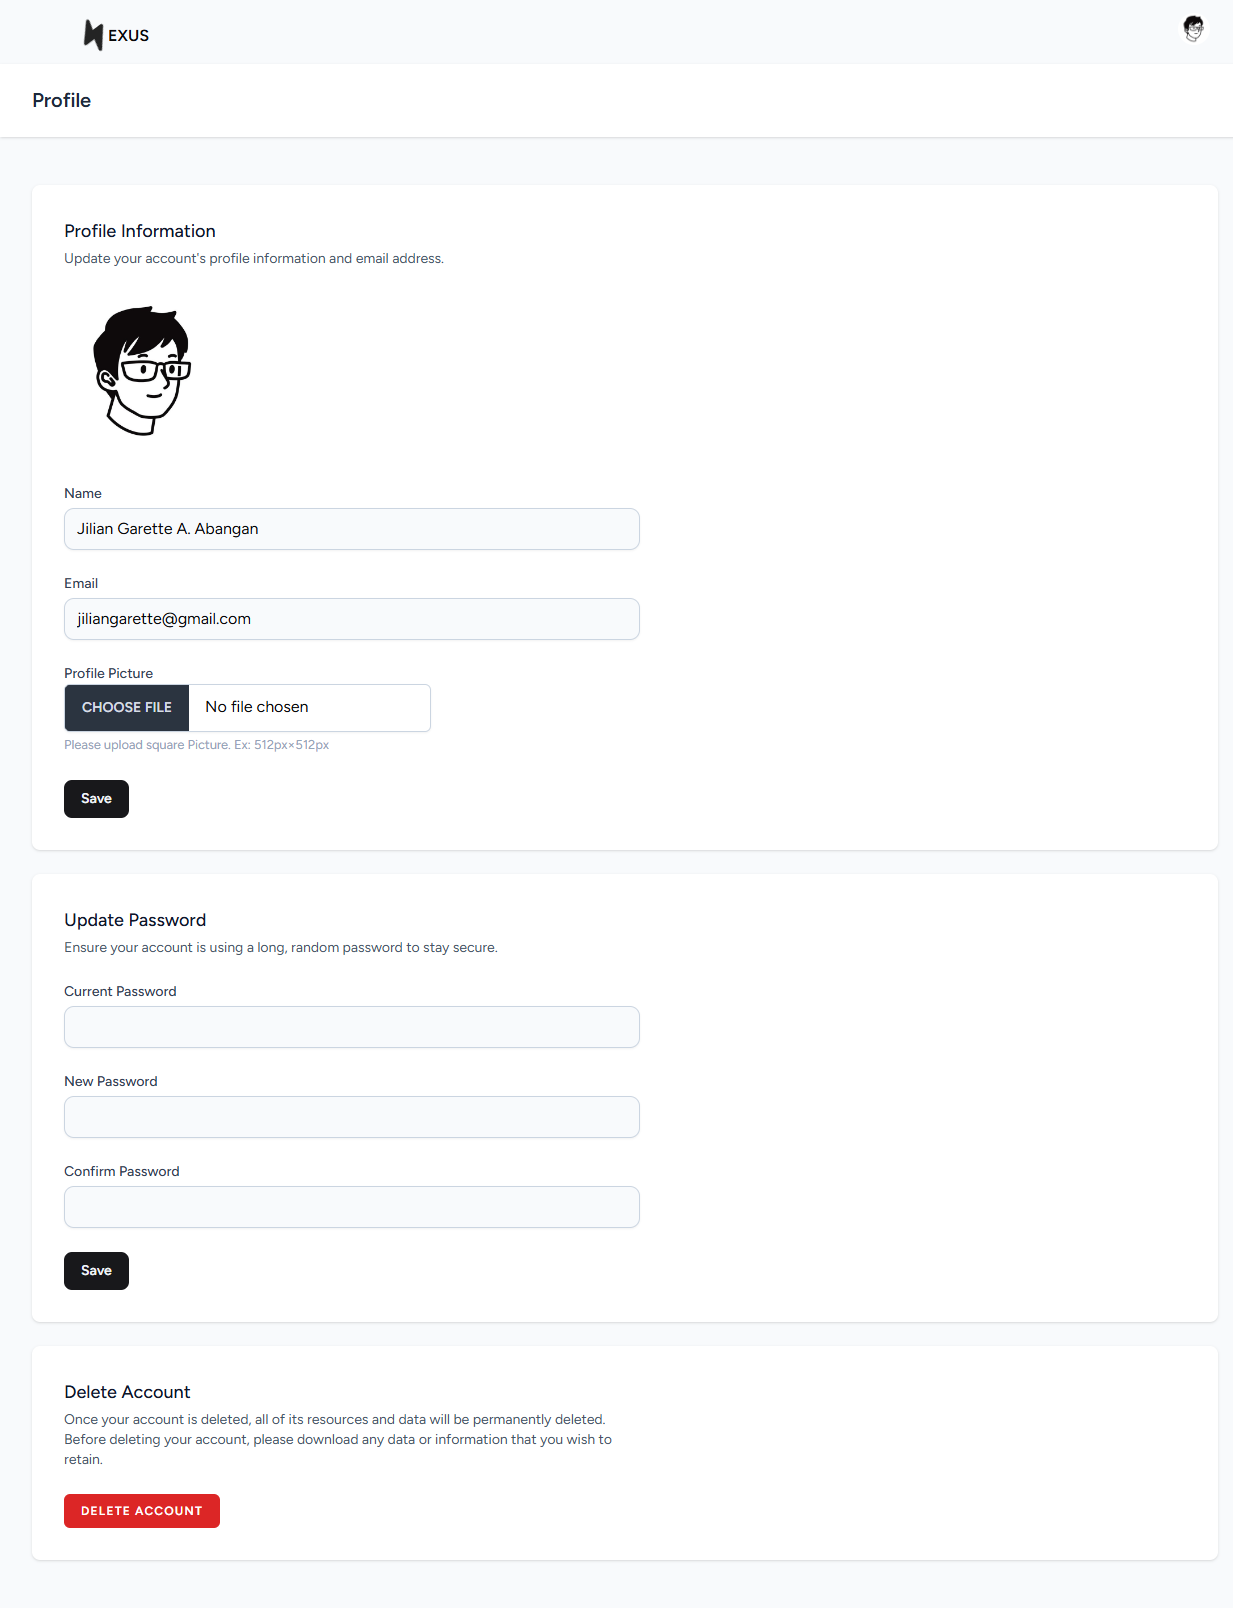 EXUS
Profile
Profile Information
Update your account's profile information and email address.
Name
Jilian Garette A. Abangan
Email
jiliangarette@gmail.com
Profile Picture
CHOOSE FILE No file chosen
Please upload square Picture. Ex: 512px×512px
Save
Update Password
Ensure your account is using a long, random password to stay secure.
Current Password
New Password
Confirm Password
Save
Delete Account
Once your account is deleted, all of its resources and data will be permanently deleted.
Before deleting your account, please download any data or information that you wish to
retain.
DELETE ACCOUNT